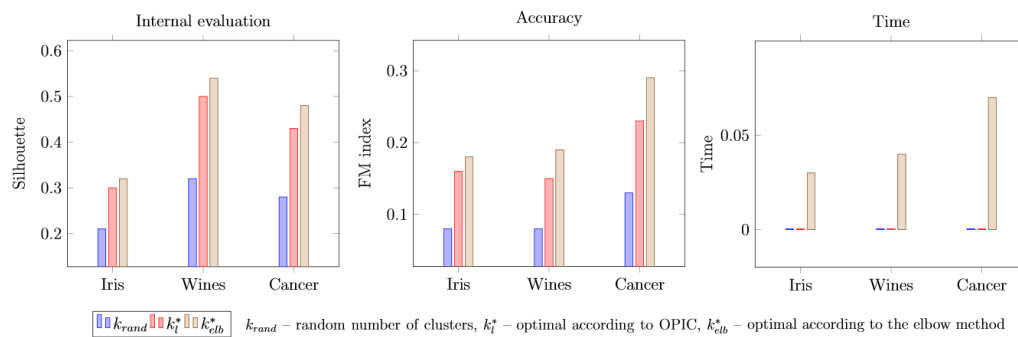 Internal evaluation
Silhouette
0.6
0.5
0.4
0.3
0.2
Iris Wines Cancer
Accuracy
FM index
0.3
0.2
0.1
Iris Wines Cancer
Time
Time
0.05
0
Iris Wines Cancer
k_rand k*_l k*_elb
k_rand – random number of clusters, k*_l – optimal according to OPIC, k*_elb – optimal according to the elbow method